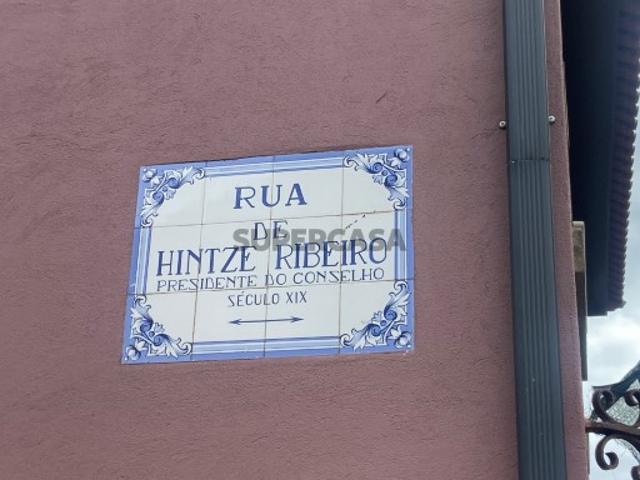 RUA
DE
SUPERCASA
HINTZE RIBEIRO
PRESIDENTE DO CONSELHO
SÉCULO XIX